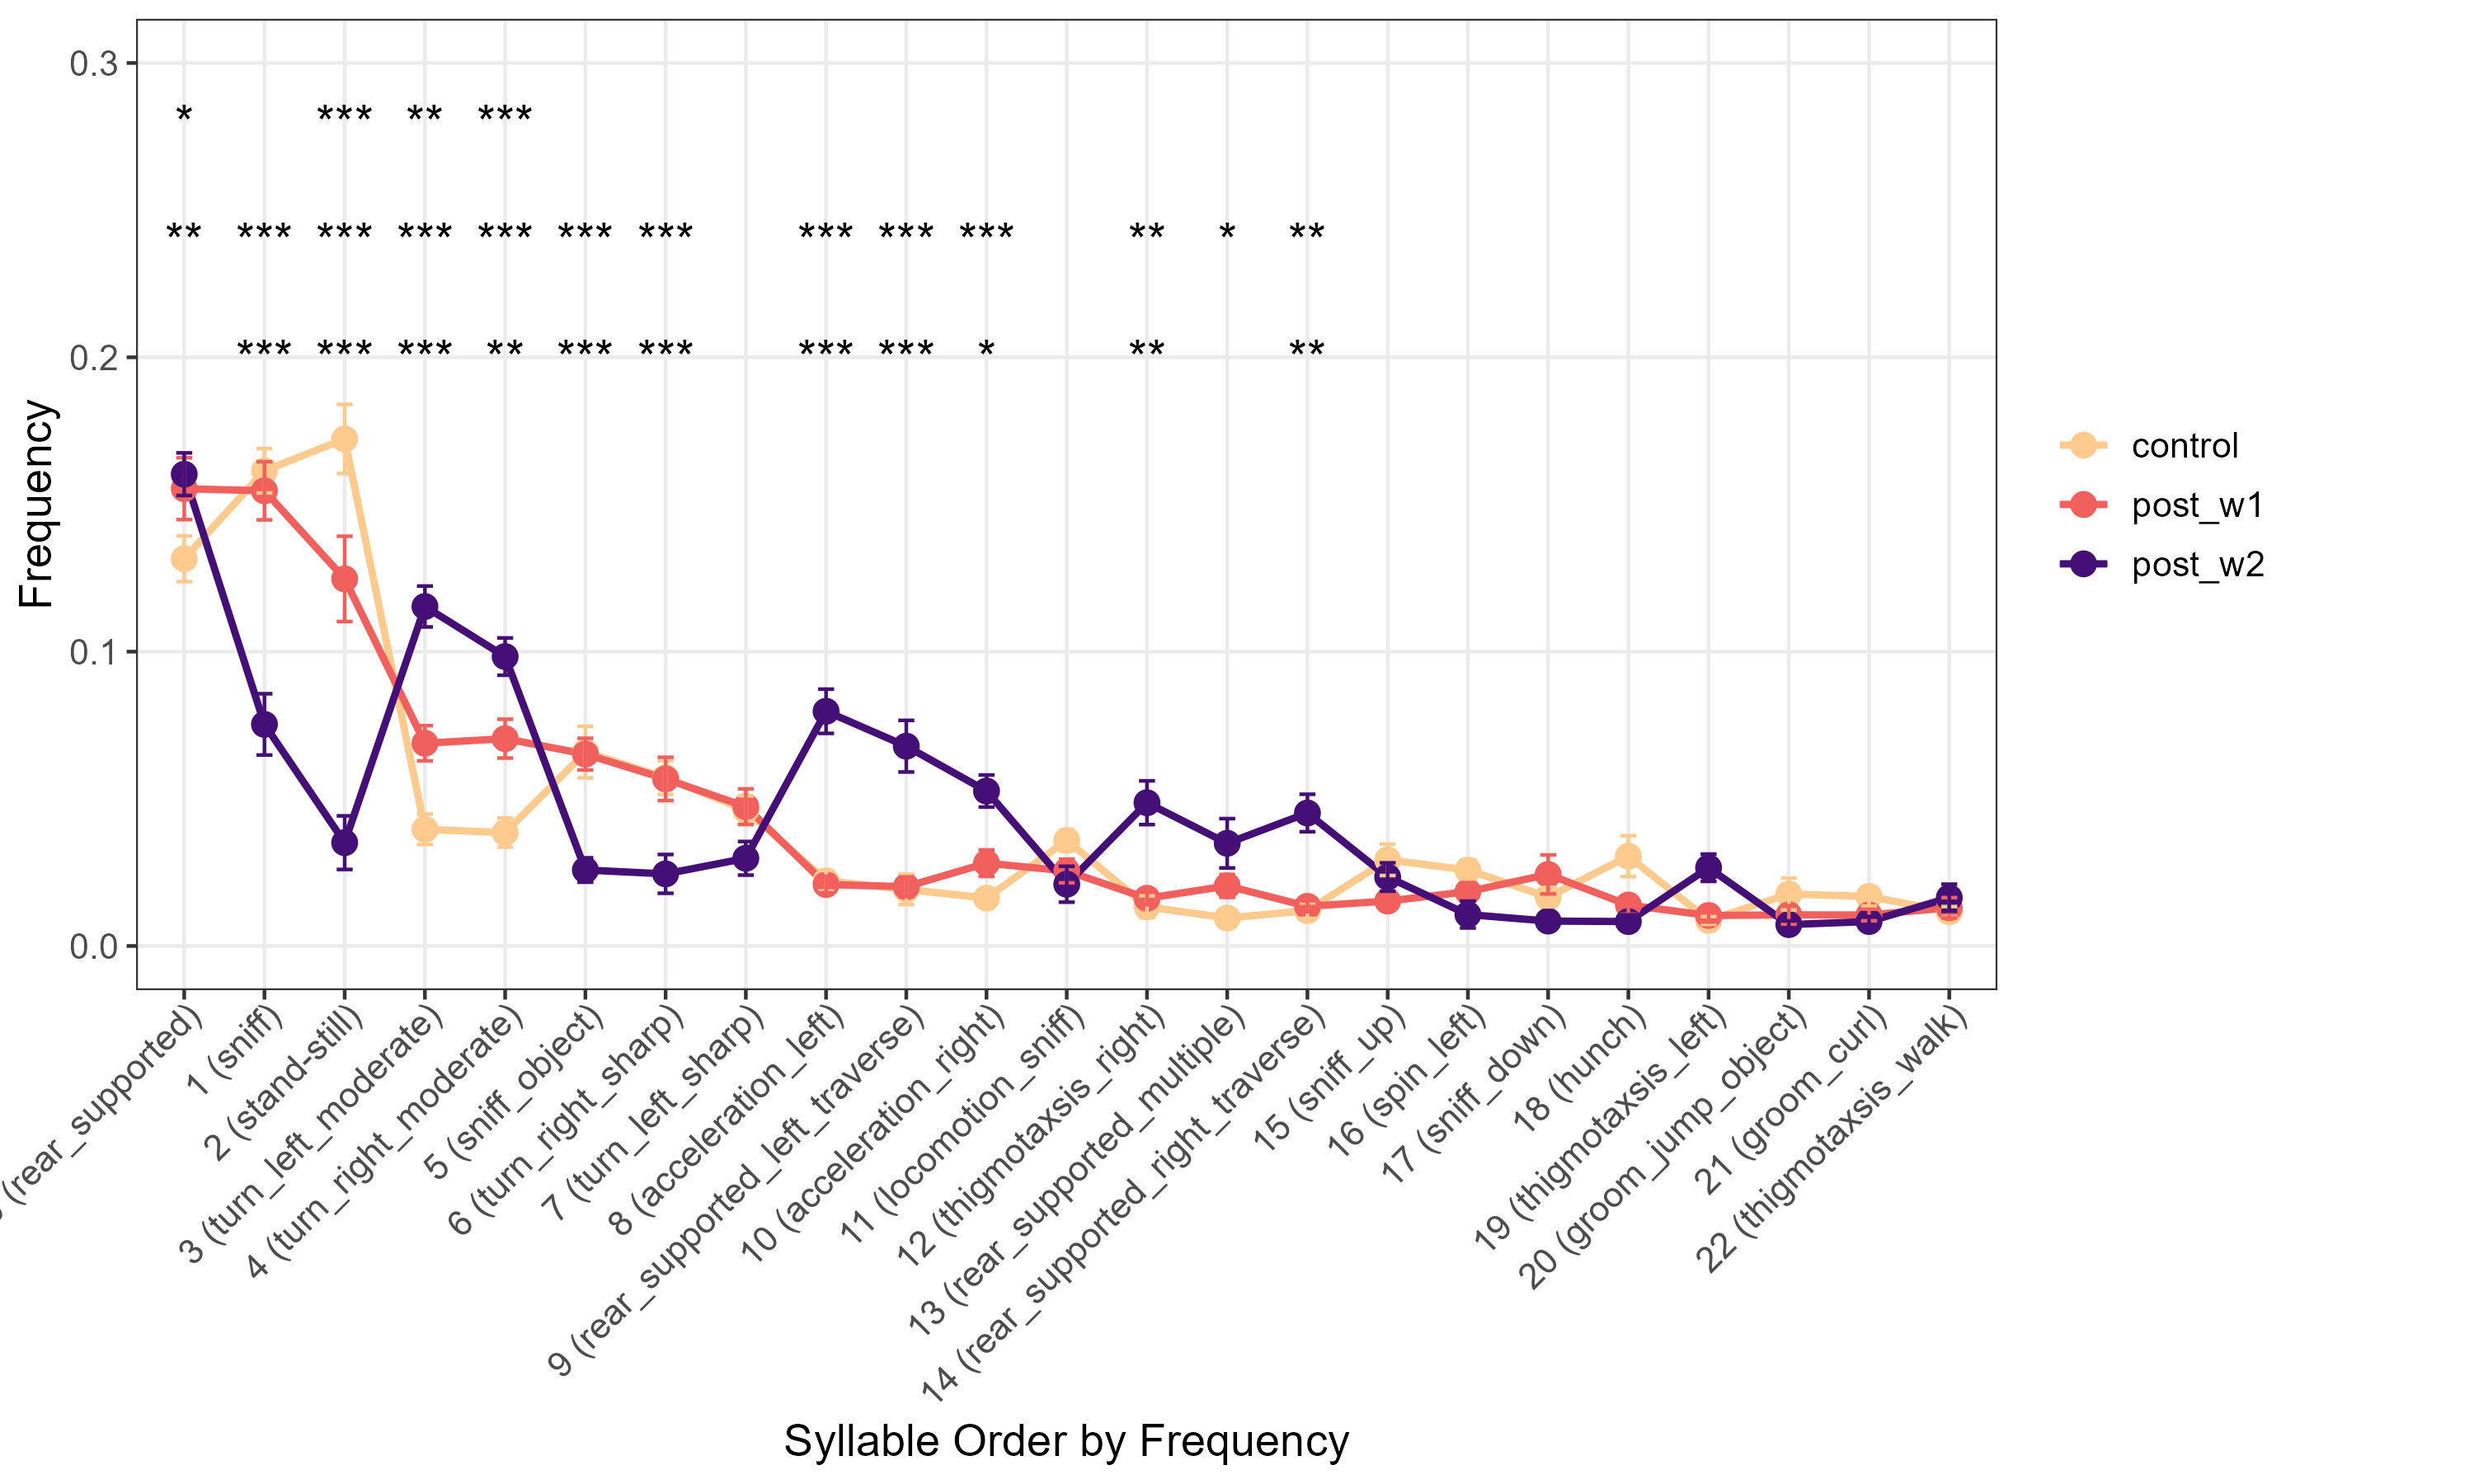 0.3
* *** ** ***
** *** *** *** *** *** *** *** *** *** ** * **
0.2
*** *** *** ** *** *** *** *** * ** **
0.1
0.0
Frequency
control
post_w1
post_w2
(rear_supported)
1 (sniff)
2 (stand-still)
3 (turn_left_moderate)
4 (turn_right_moderate)
5 (sniff_object)
6 (turn_right_sharp)
7 (turn_left_sharp)
8 (acceleration_left)
9 (rear_supported_left_traverse)
10 (acceleration_right)
11 (locomotion_sniff)
12 (thigmotaxsis_right)
13 (rear_supported_multiple)
14 (rear_supported_right_traverse)
15 (sniff_up)
16 (spin_left)
17 (sniff_down)
18 (hunch)
19 (thigmotaxsis_left)
20 (groom_jump_object)
21 (groom_curl)
22 (thigmotaxsis_walk)
Syllable Order by Frequency